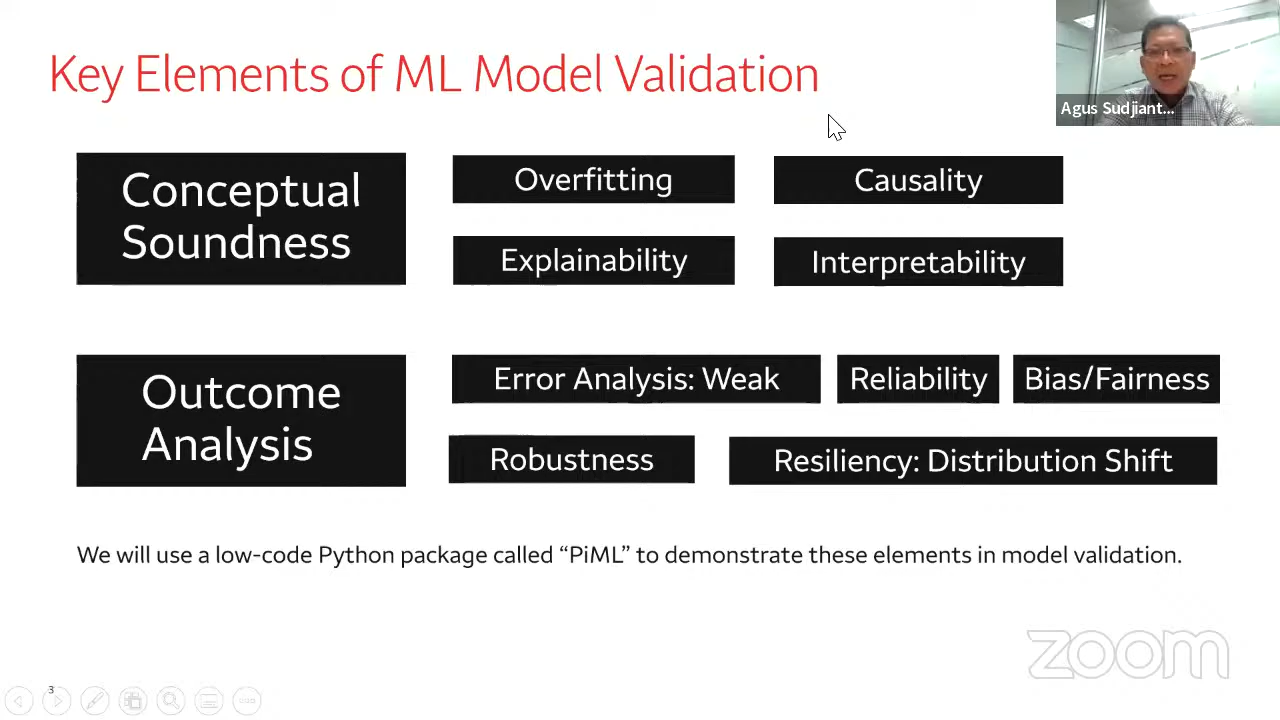 Key Elements of ML Model Validation
Agus Sudjiant...
Conceptual
Soundness
Overfitting
Causality
Explainability
Interpretability
Outcome
Analysis
Error Analysis: Weak
Reliability
Bias/Fairness
Robustness
Resiliency: Distribution Shift
We will use a low-code Python package called “PiML” to demonstrate these elements in model validation.
zoom
3